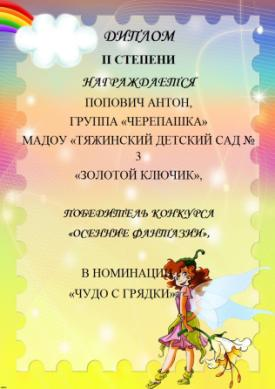 ДИПЛОМ
II СТЕПЕНИ
НАГРАЖДАЕТСЯ
ПОПОВИЧ АНТОН,
ГРУППА «ЧЕРЕПАШКА»
МАДОУ «ТЯЖИНСКИЙ ДЕТСКИЙ САД №
3
«ЗОЛОТОЙ КЛЮЧИК»,
ПОБЕДИТЕЛЬ КОНКУРСА
«ОСЕННИЕ ФАНТАЗИИ»,
В НОМИНАЦИИ
«ЧУДО С ГРЯДКИ»